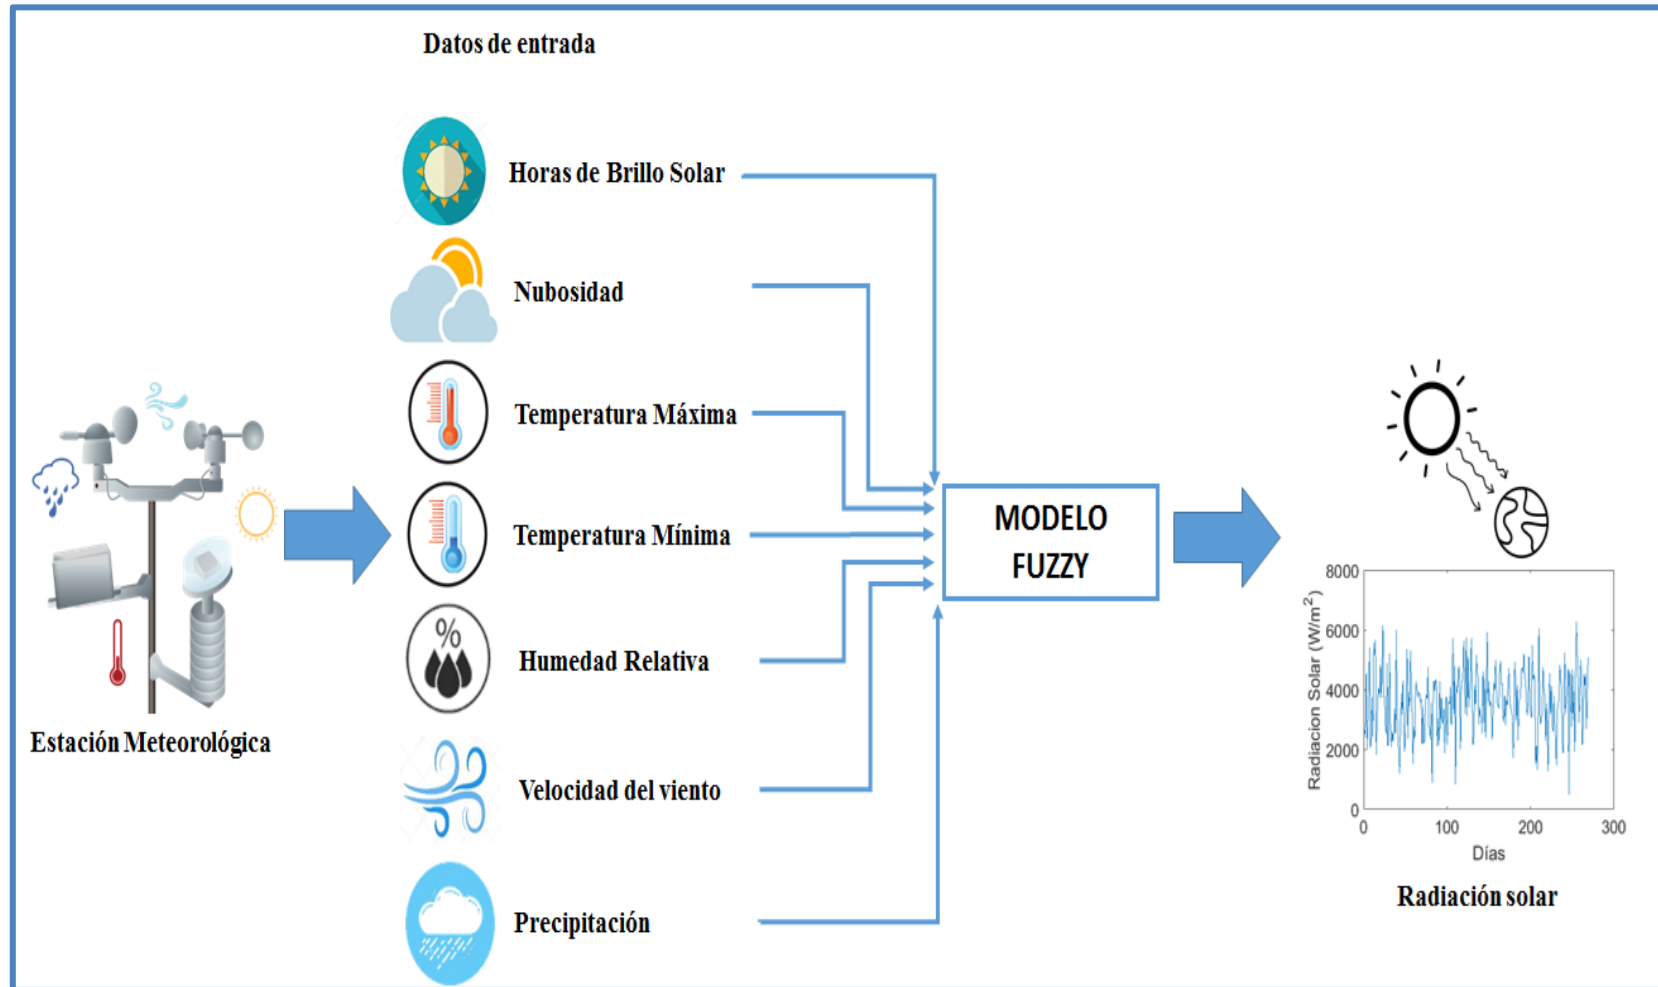 Datos de entrada
Horas de Brillo Solar
Nubosidad
Temperatura Máxima
Temperatura Mínima
%
Humedad Relativa
Velocidad del viento
Precipitación
Estación Meteorológica
MODELO
FUZZY
Radiacion Solar (W/m²)
8000
6000
4000
2000
0
0 100 200 300
Días
Radiación solar